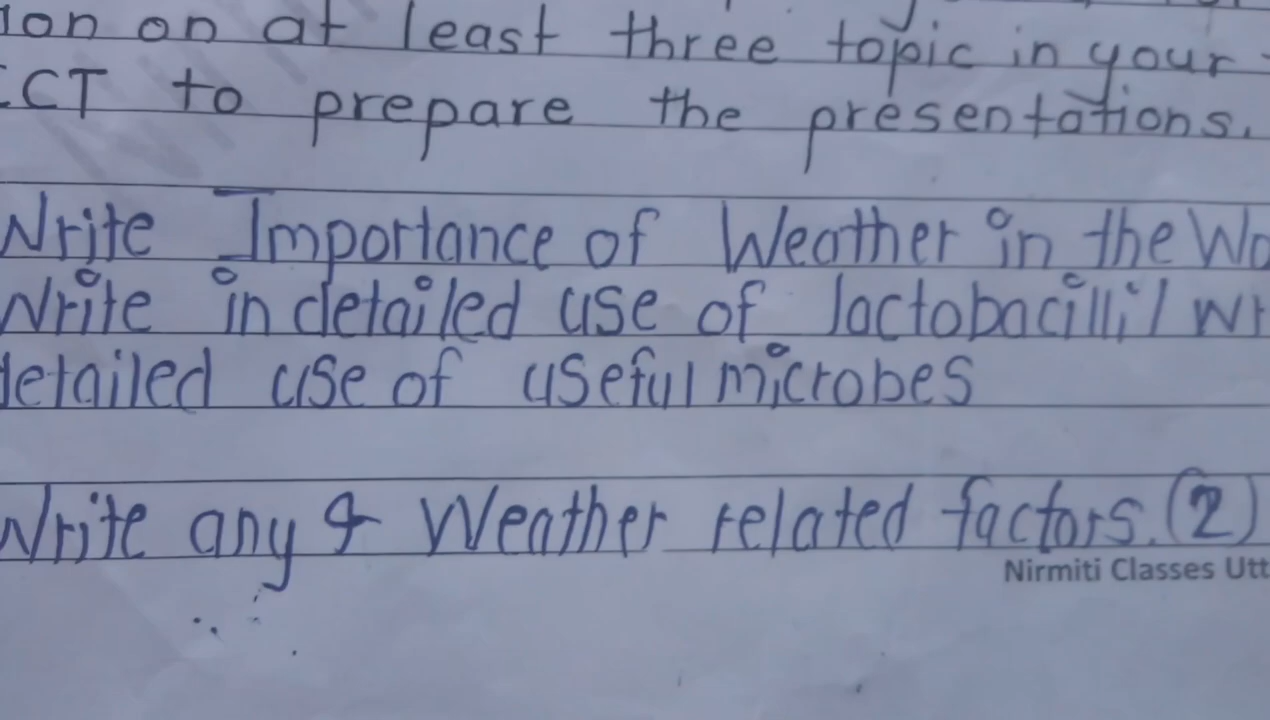 ion on at least three topic in your
ICT to prepare the presentations.
Write Importance of Weather in the Wo
Write in detailed use of lactobacilli'l wr
detailed use of useful microbes
Write any 4 Weather related factors. (2)
Nirmiti Classes Utt